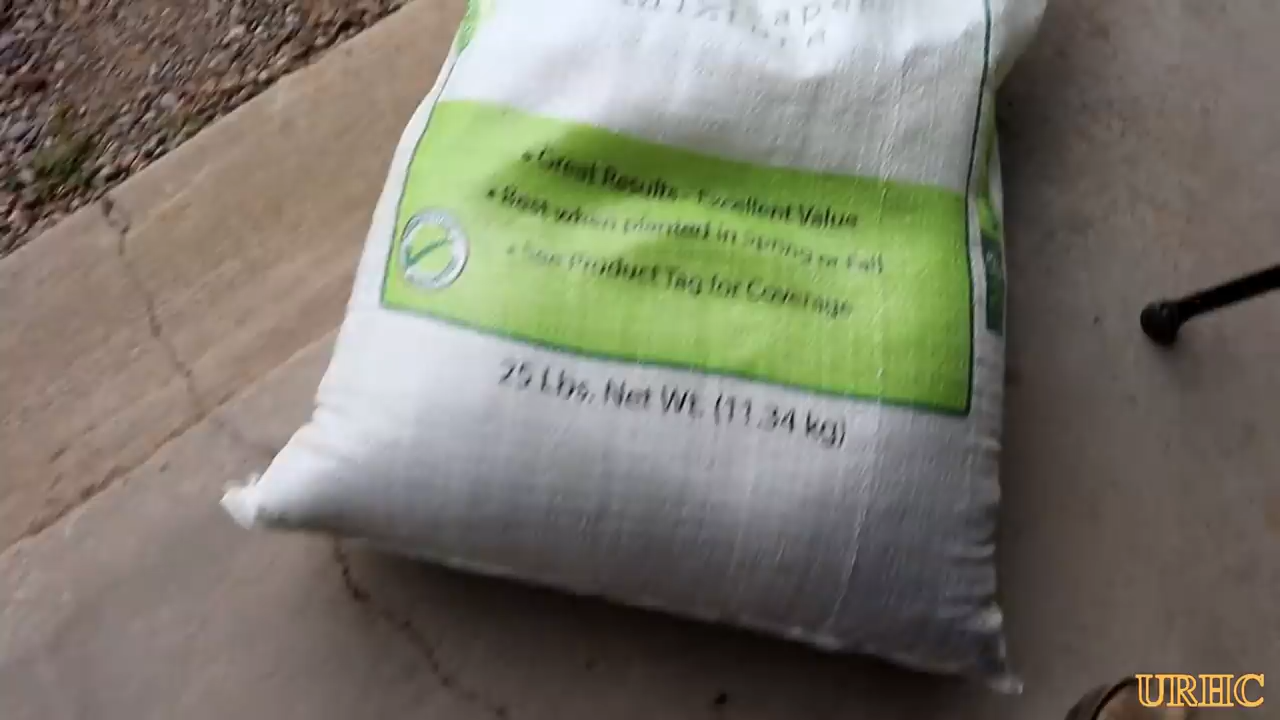 • Great Results - Excellent Value
• Best when planted in Spring or Fall
• See Product Tag for Coverage
25 Lbs. Net Wt. (11.34 kg)
URHC